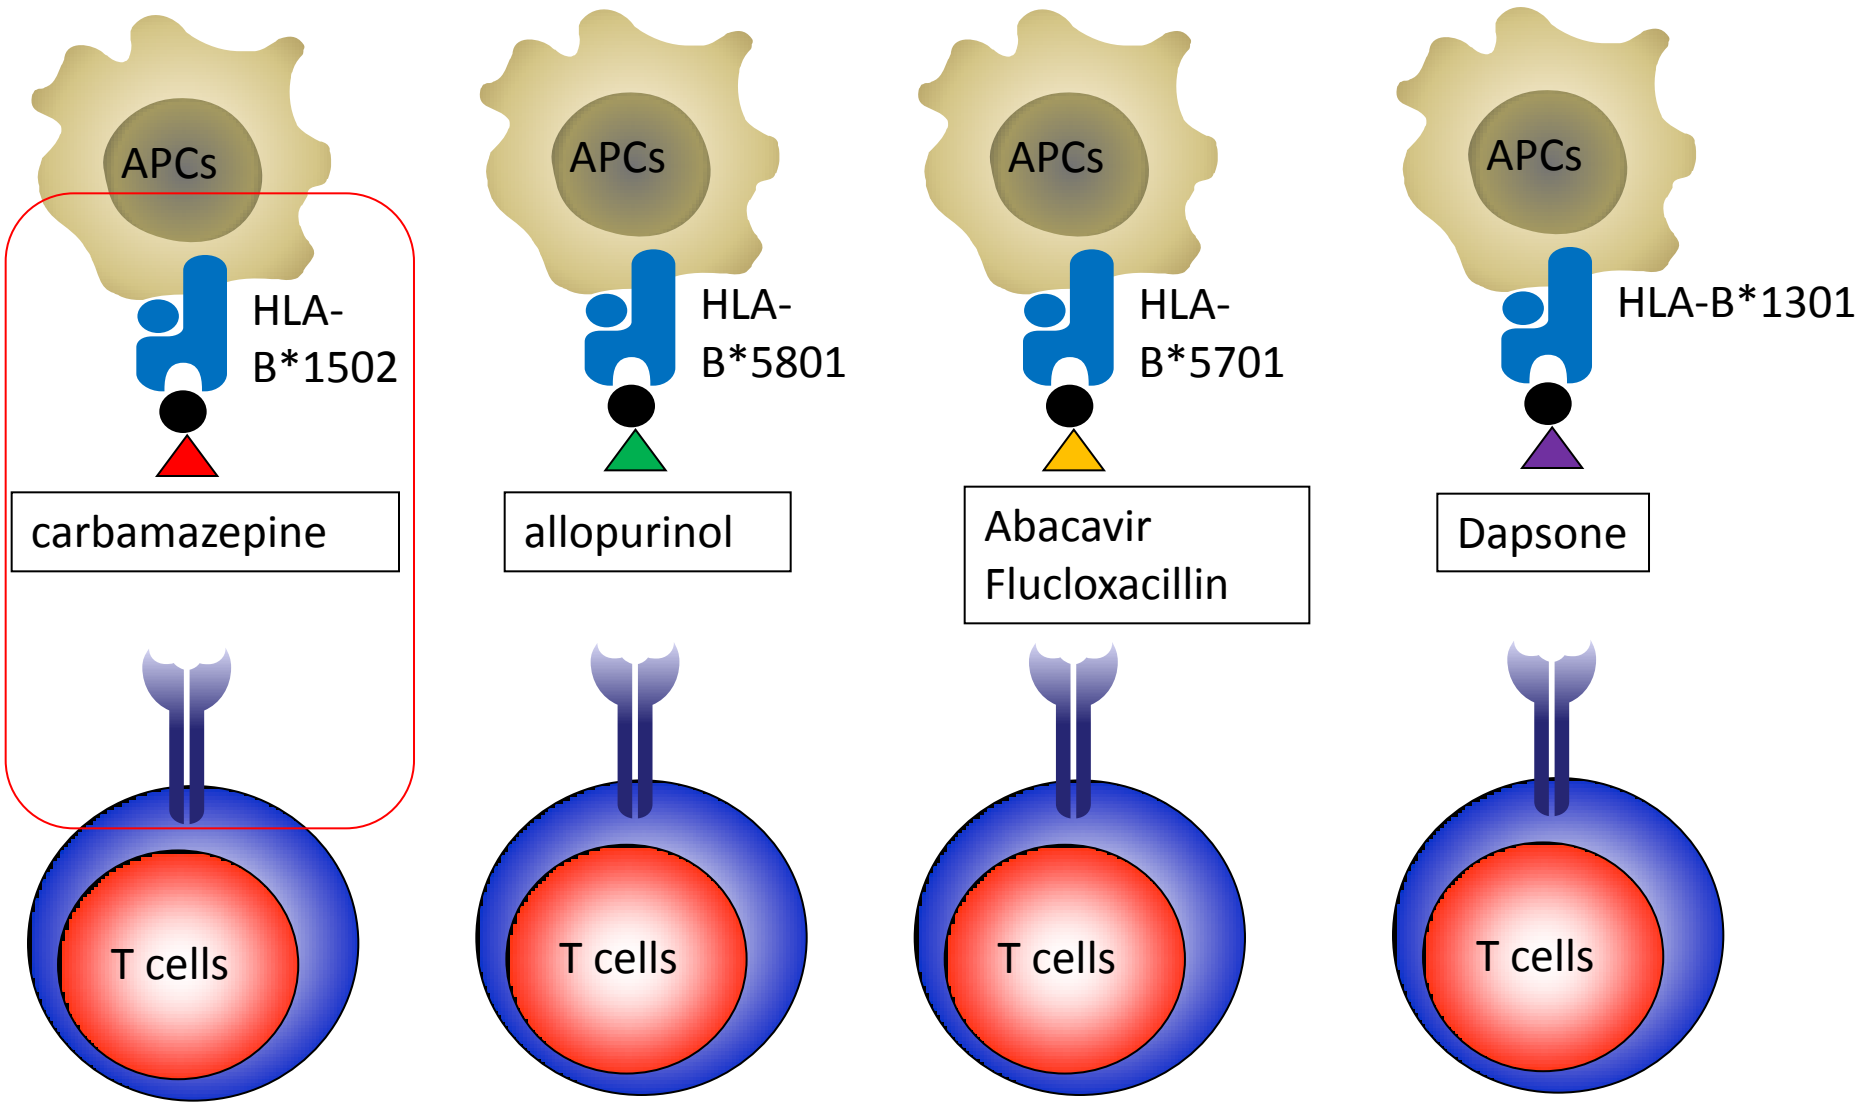 APCs
APCs
APCs
APCs
HLA-
B*1502
HLA-
B*5801
HLA-
B*5701
HLA-B*1301
carbamazepine
allopurinol
Abacavir
Flucloxacillin
Dapsone
T cells
T cells
T cells
T cells